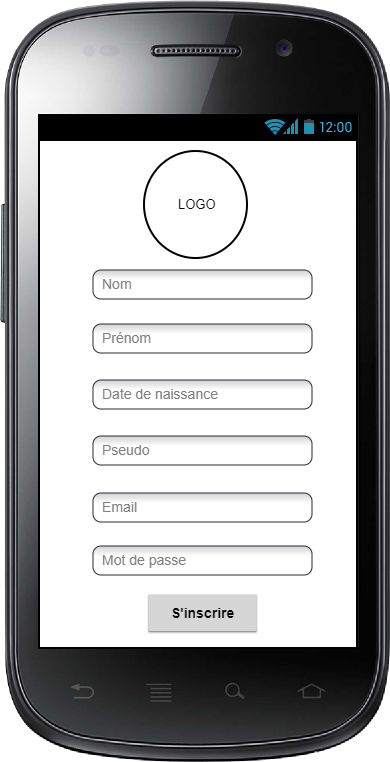 12:00
LOGO
Nom
Prénom
Date de naissance
Pseudo
Email
Mot de passe
S'inscrire